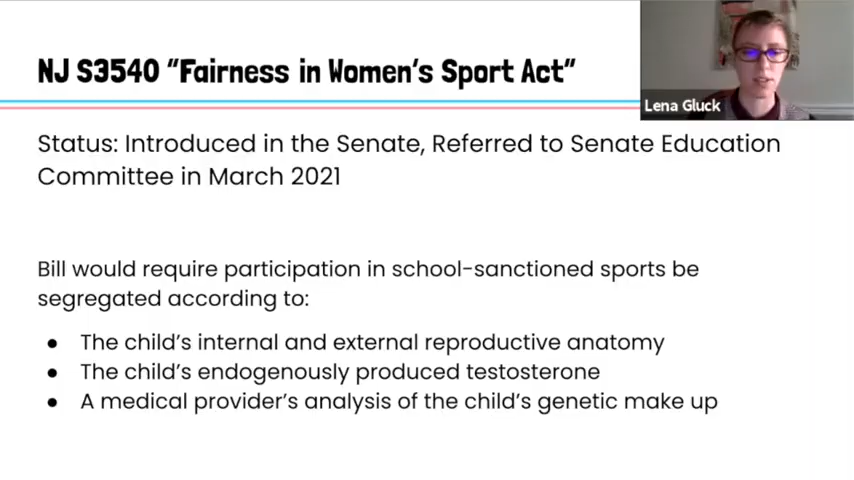 NJ S3540 “Fairness in Women’s Sport Act”
Lena Gluck
Status: Introduced in the Senate, Referred to Senate Education
Committee in March 2021
Bill would require participation in school-sanctioned sports be
segregated according to:
● The child’s internal and external reproductive anatomy
● The child’s endogenously produced testosterone
● A medical provider’s analysis of the child’s genetic make up